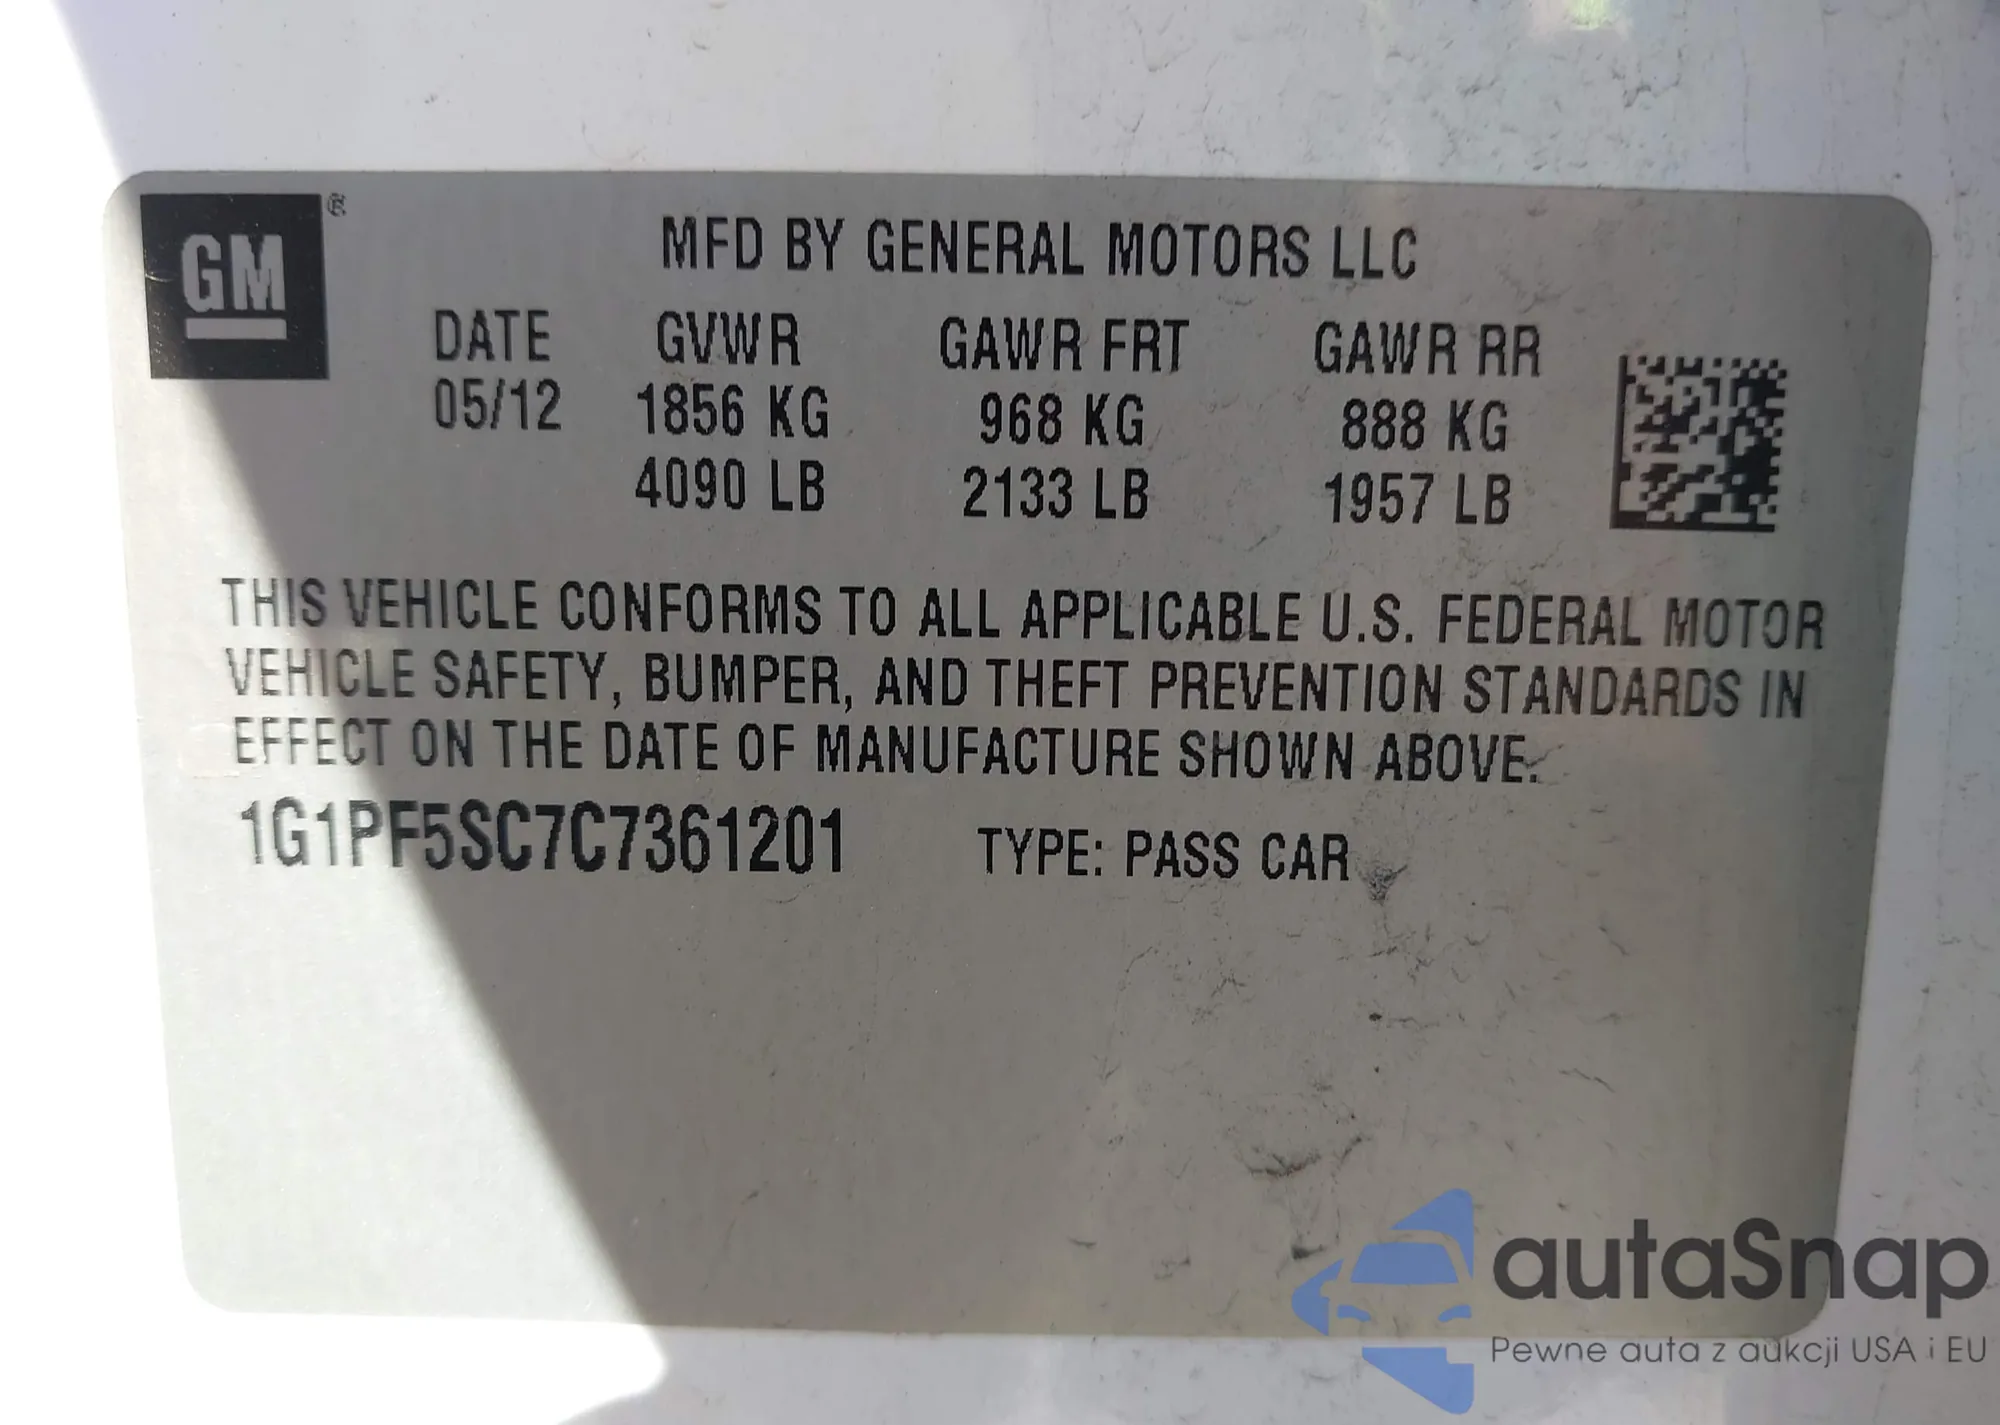 GM ®
MFD BY GENERAL MOTORS LLC
DATE GVWR GAWR FRT GAWR RR
05/12 1856 KG 968 KG 888 KG
4090 LB 2133 LB 1957 LB
THIS VEHICLE CONFORMS TO ALL APPLICABLE U.S. FEDERAL MOTOR
VEHICLE SAFETY, BUMPER, AND THEFT PREVENTION STANDARDS IN
EFFECT ON THE DATE OF MANUFACTURE SHOWN ABOVE.
1G1PF5SC7C7361201 TYPE: PASS CAR
autaSnap
Pewne auta z aukcji USA i EU